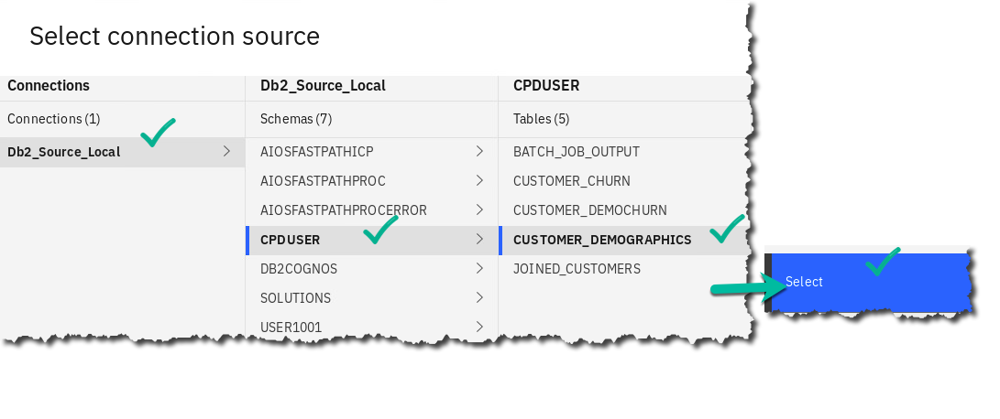 Select connection source
Connections
Connections (1)
Db2_Source_Local
Db2_Source_Local
Schemas (7)
AIOSFASTPATHICP
AIOSFASTPATHPROC
AIOSFASTPATHPROCERROR
CPDUSER
DB2COGNOS
SOLUTIONS
USER1001
CPDUSER
Tables (5)
BATCH_JOB_OUTPUT
CUSTOMER_CHURN
CUSTOMER_DEMOCHURN
CUSTOMER_DEMOGRAPHICS
JOINED_CUSTOMERS
Select